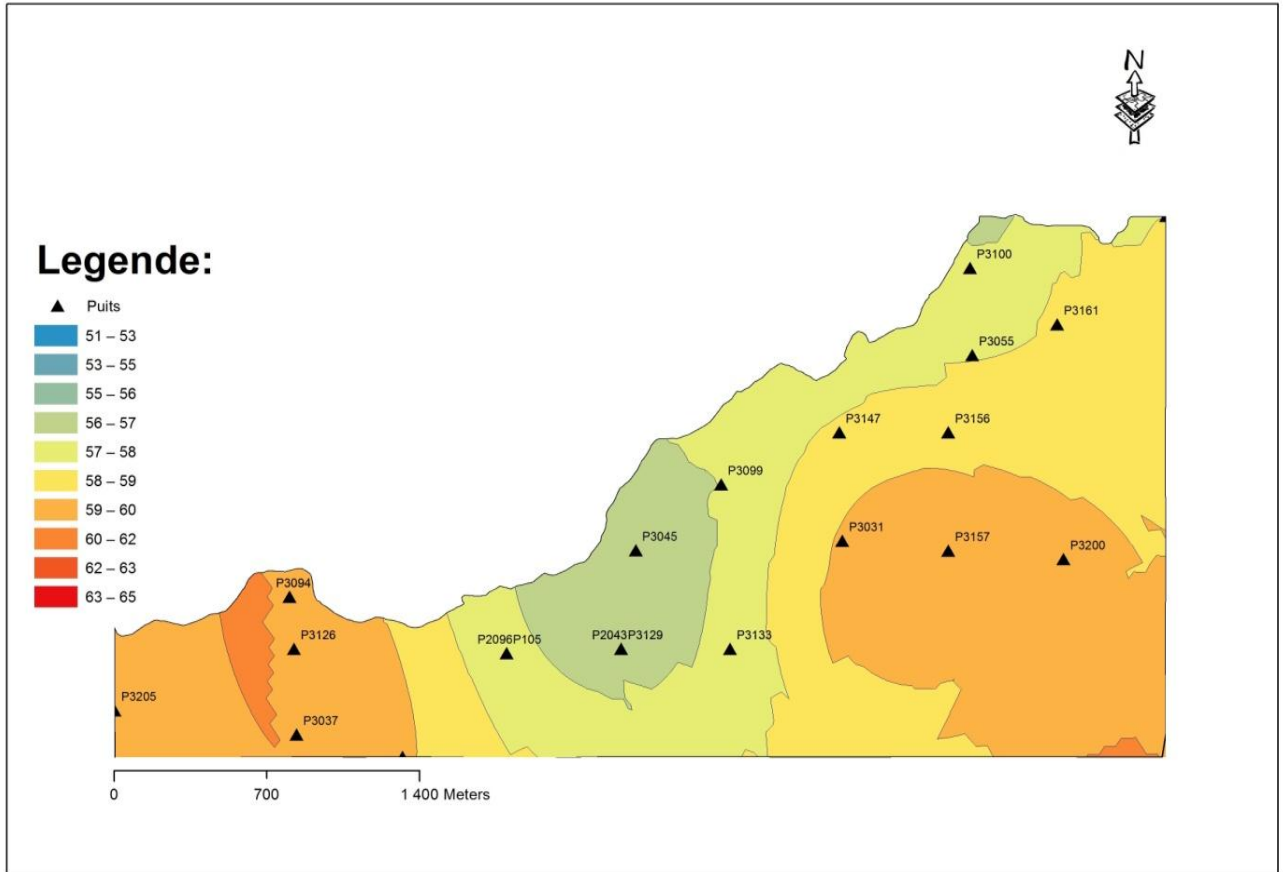 N
Legende:
Puits
51 – 53
53 – 55
55 – 56
56 – 57
57 – 58
58 – 59
59 – 60
60 – 62
62 – 63
63 – 65
P3100
P3161
P3055
P3147
P3156
P3099
P3031
P3045
P3157
P3200
P3094
P3126
P2096P105
P2043P3129
P3133
P3205
P3037
0
700
1 400 Meters